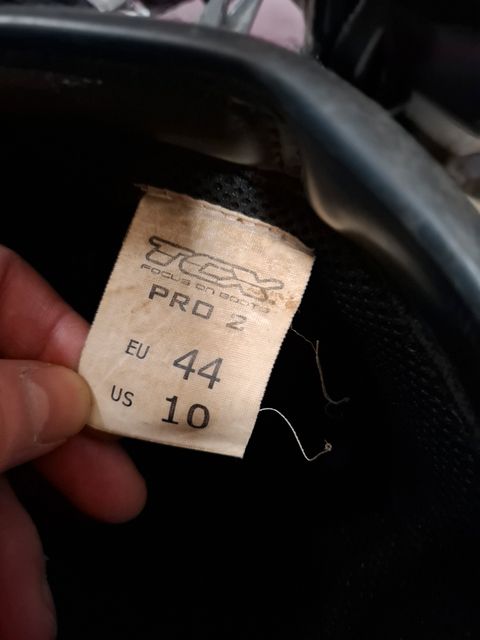 TCX
FOCUS ON BOOTS
PRO 2
EU 44
US 10